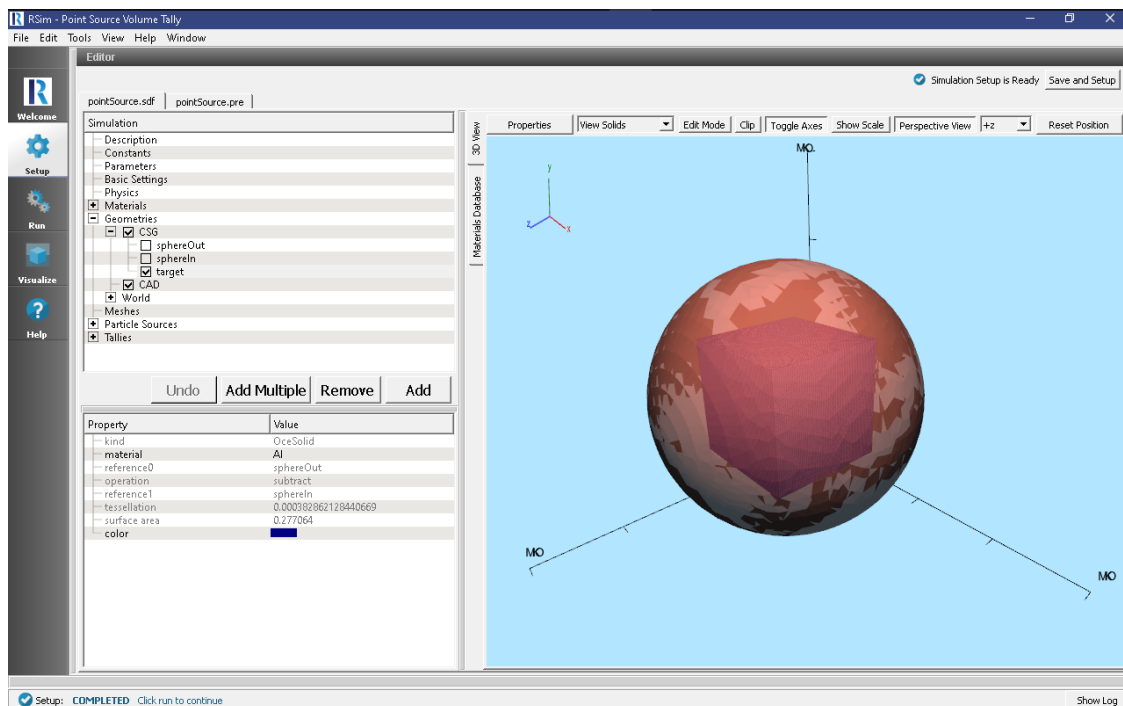 RSim - Point Source Volume Tally
File Edit Tools View Help Window
Editor
Simulation Setup is Ready Save and Setup
Welcome
Setup
Run
Visualize
Help
pointSource.sdf pointSource.pre
Simulation
Description
Constants
Parameters
Basic Settings
Physics
Materials
Geometries
CSG
sphereOut
sphereIn
target
CAD
World
Meshes
Particle Sources
Tallies
Undo Add Multiple Remove Add
Property Value
kind OceSolid
material Al
reference0 sphereOut
operation subtract
reference1 sphereIn
tessellation 0.000382862128440669
surface area 0.277064
color
3D View
Materials Database
Properties View Solids Edit Mode Clip Toggle Axes Show Scale Perspective View +z Reset Position
y
z
x
Setup: COMPLETED Click run to continue
Show Log